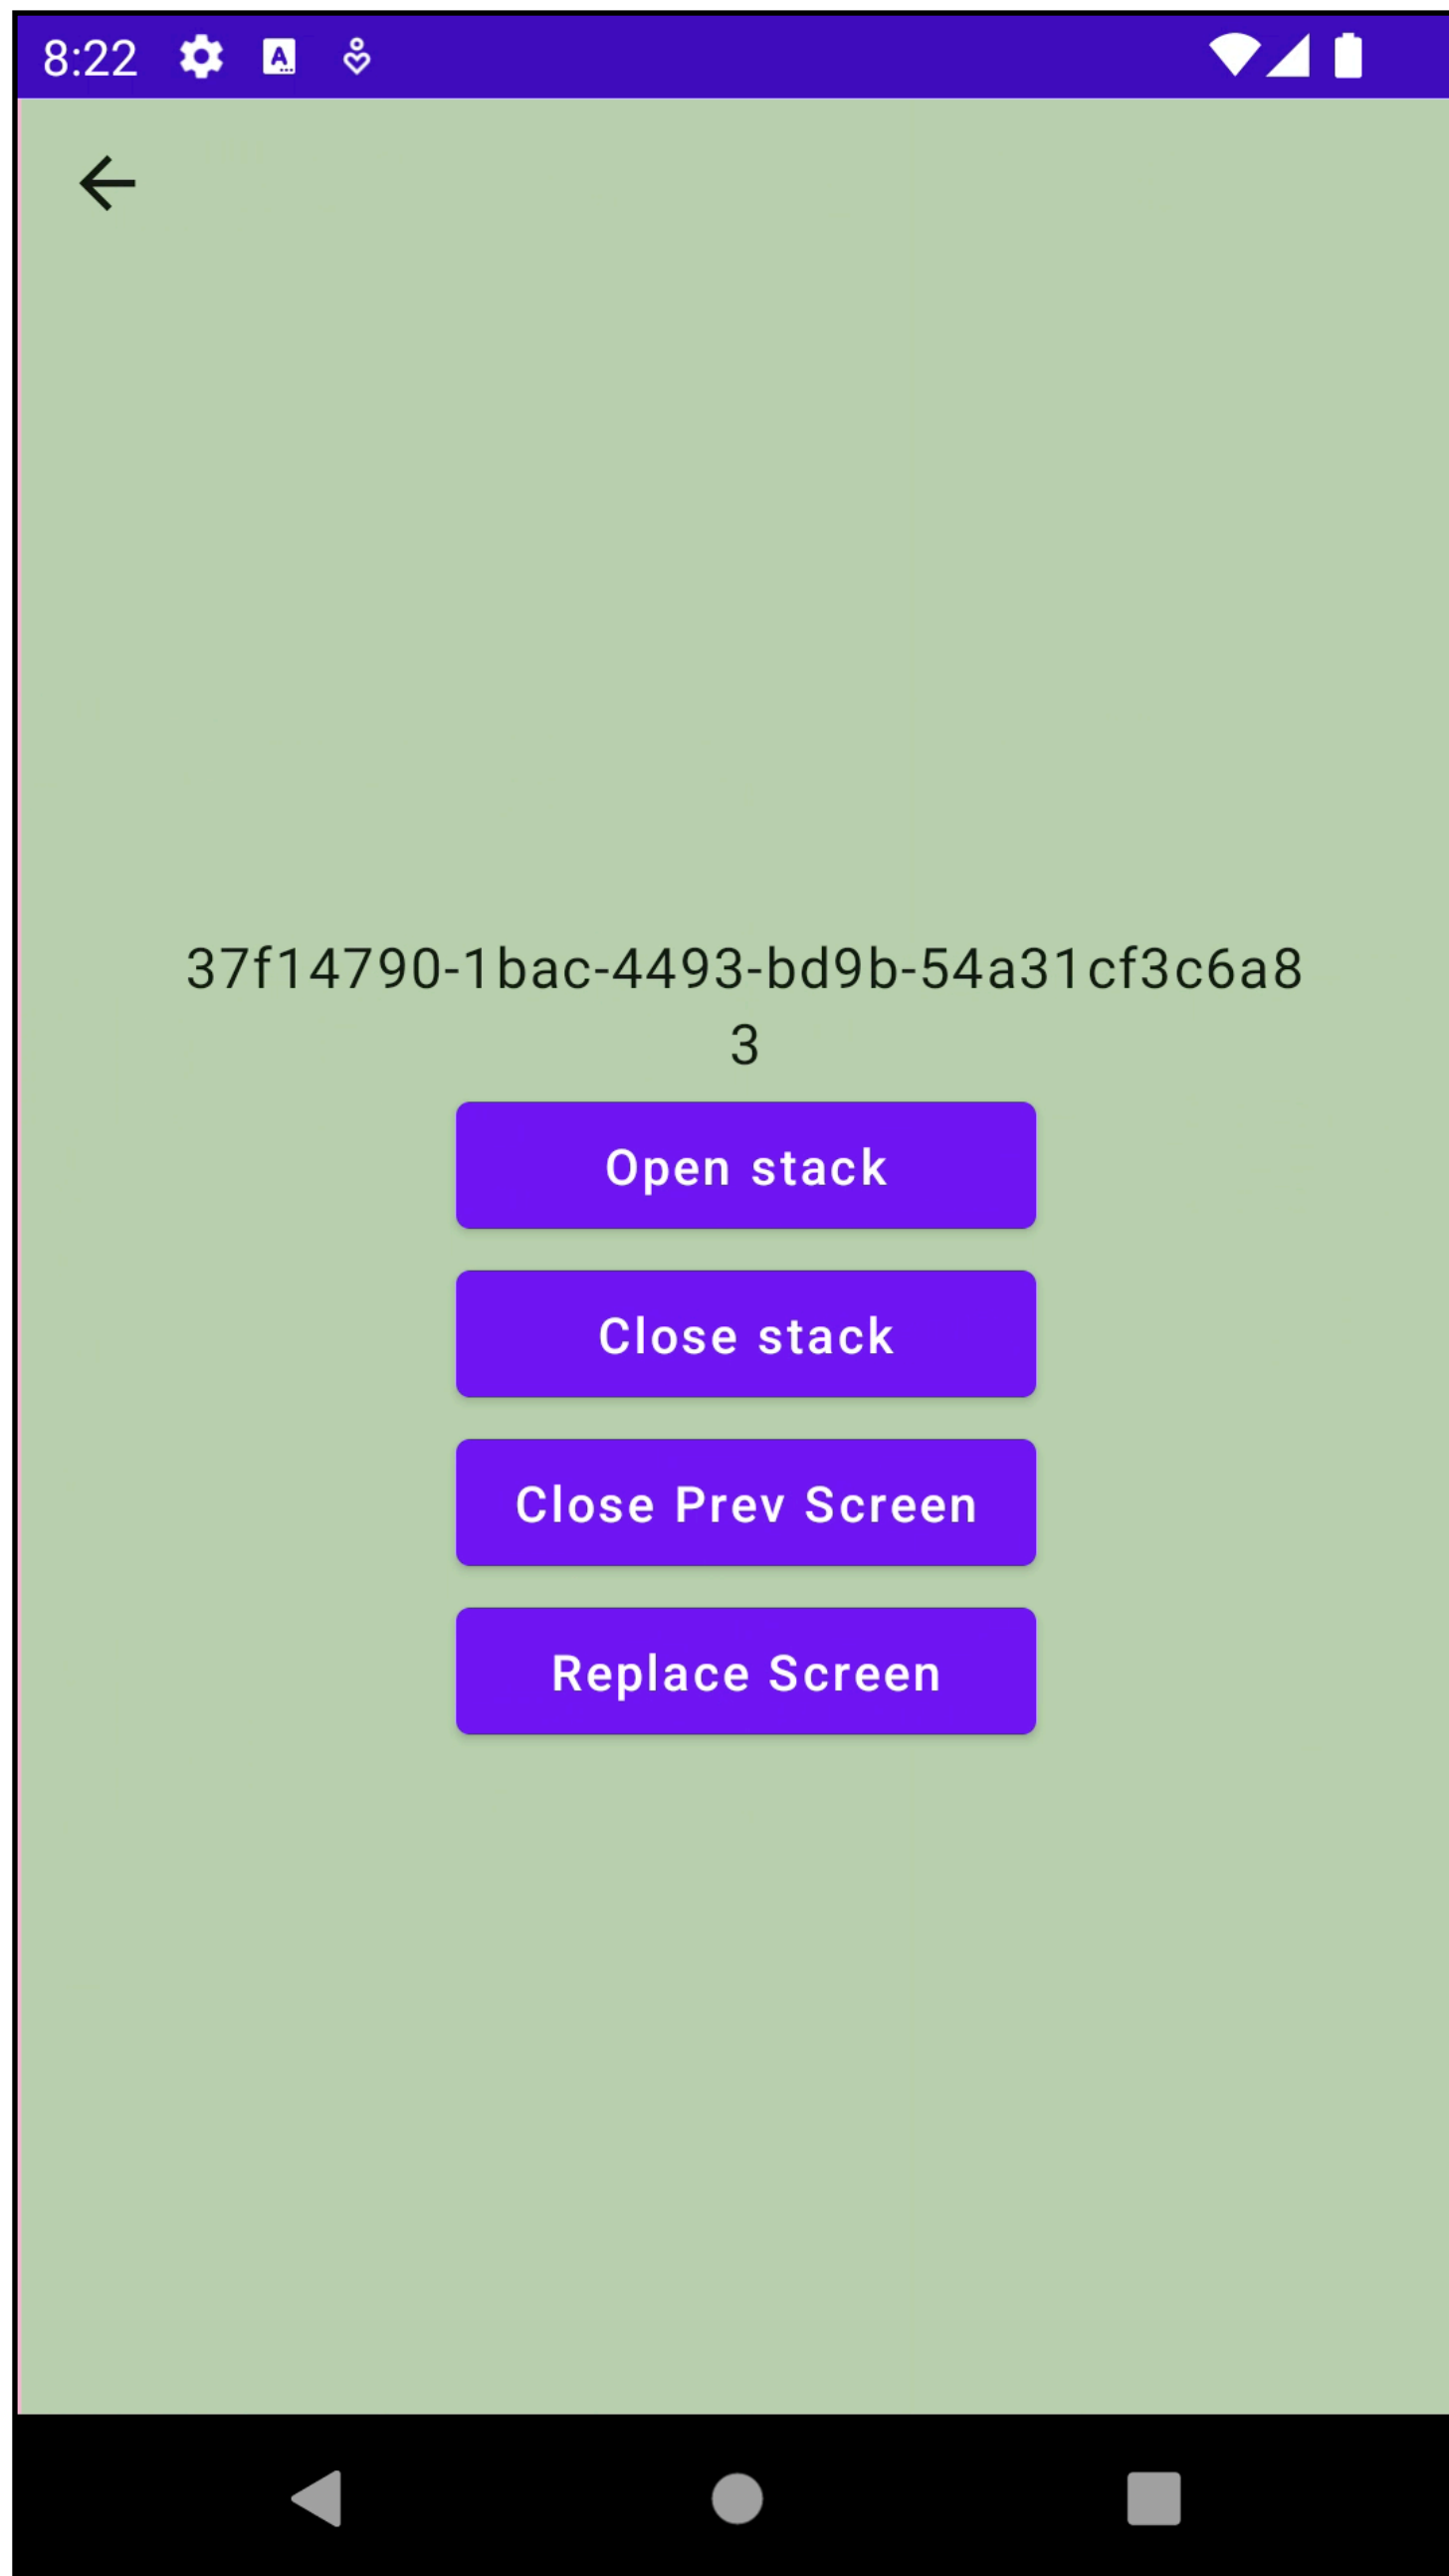 8:22
37f14790-1bac-4493-bd9b-54a31cf3c6a8
3
Open stack
Close stack
Close Prev Screen
Replace Screen